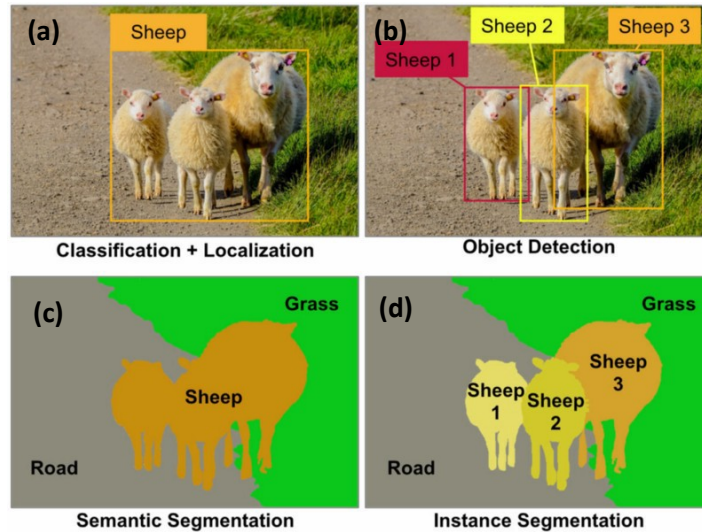 (a)
Sheep
Classification + Localization
(b)
Sheep 1
Sheep 2
Sheep 3
Object Detection
(c)
Grass
Sheep
Road
Semantic Segmentation
(d)
Grass
Sheep
1
Sheep
2
Sheep
3
Road
Instance Segmentation